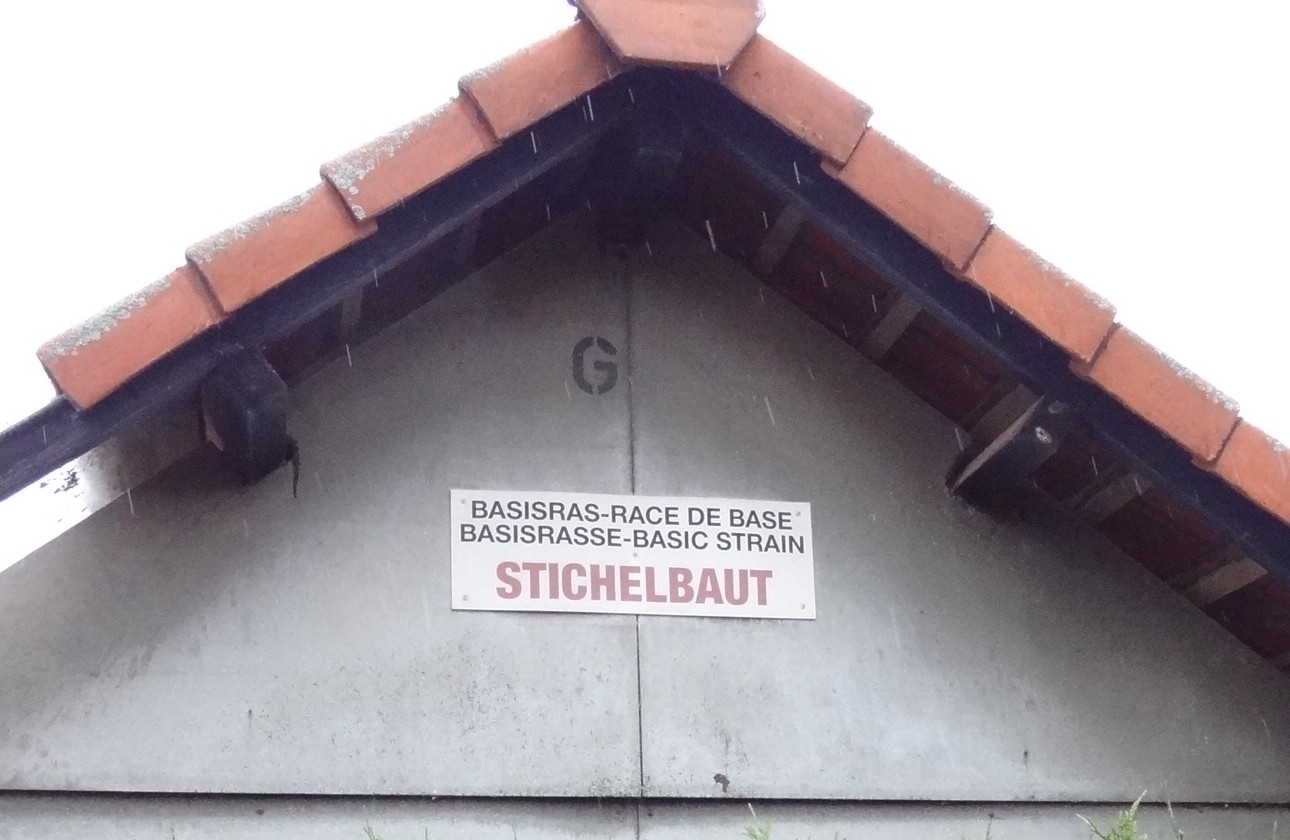 G
BASISRAS-RACE DE BASE
BASISRASSE-BASIC STRAIN
STICHELBAUT